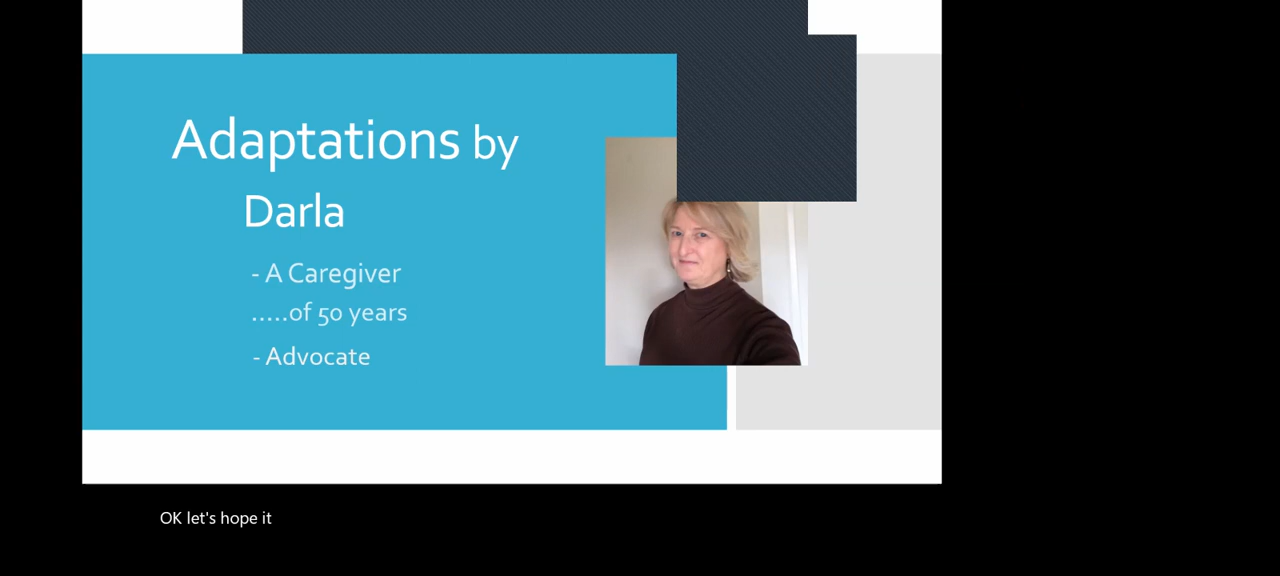 Adaptations by
Darla
- A Caregiver
.....of 50 years
- Advocate
OK let's hope it